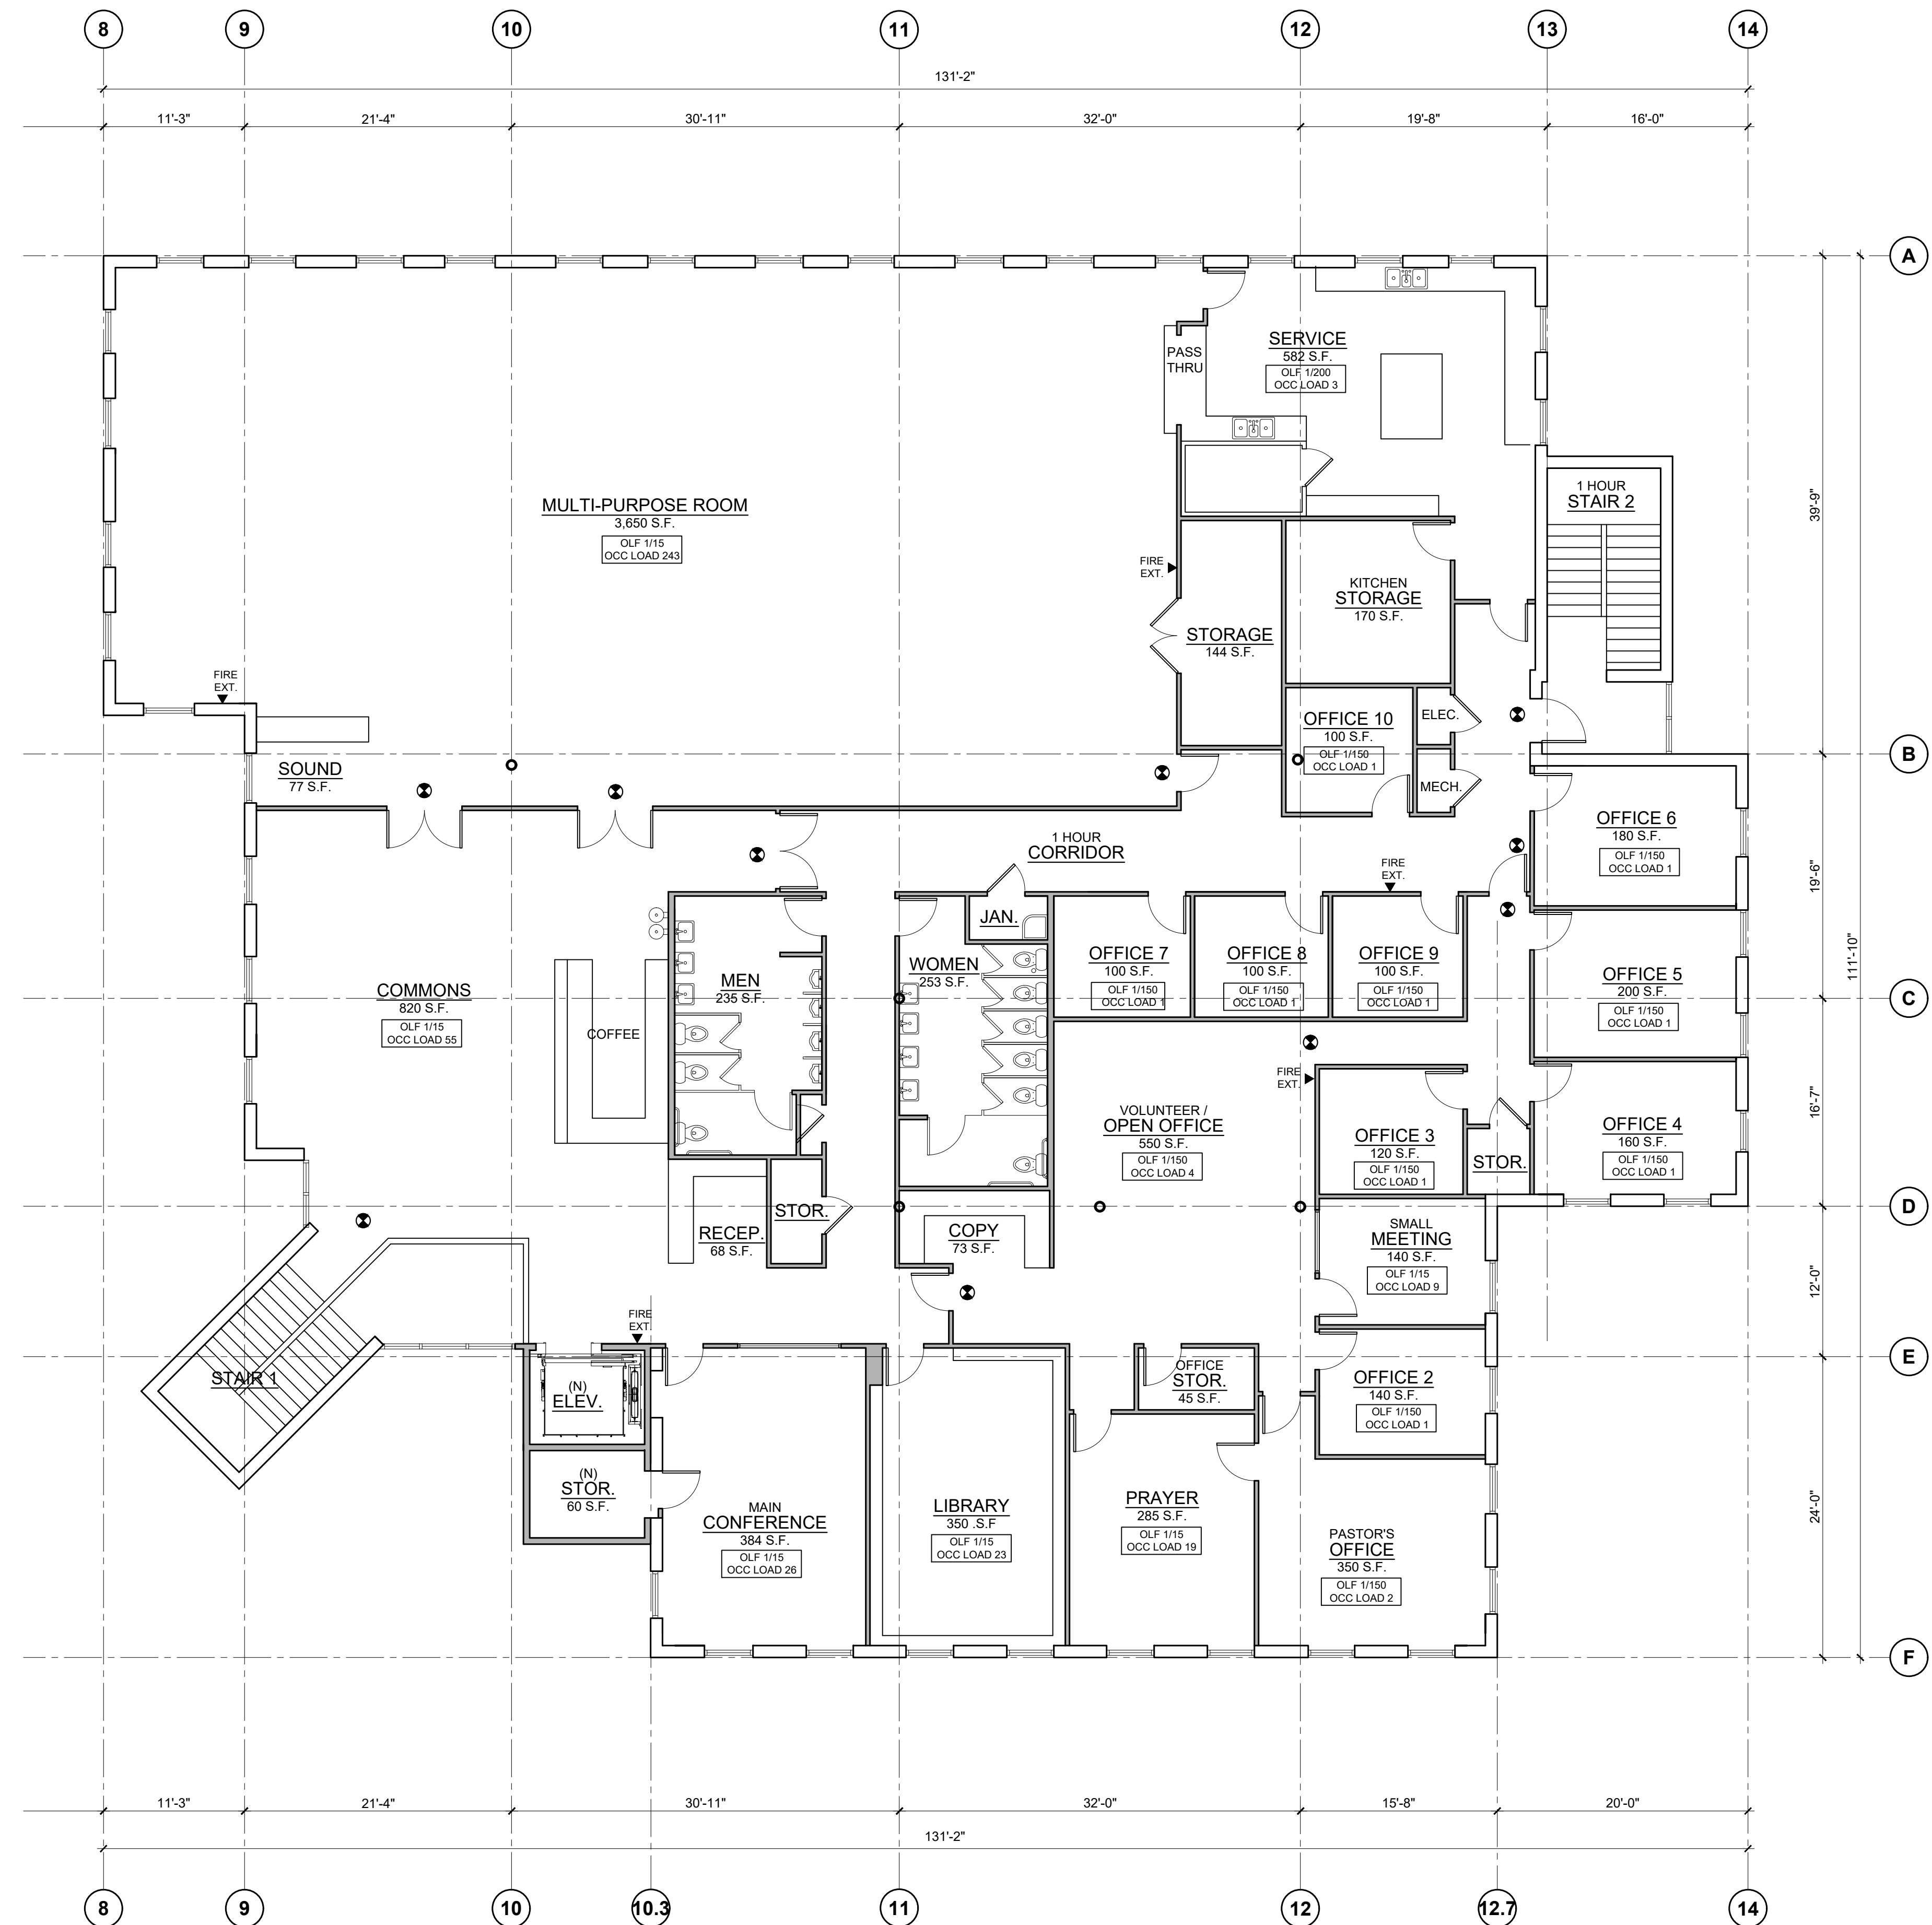 8 9 10 11 12 13 14
131'-2"
11'-3" 21'-4" 30'-11" 32'-0" 19'-8" 16'-0"
A
SERVICE
582 S.F.
OLF 1/200
OCC LOAD 3
PASS
THRU
1 HOUR
STAIR 2
39'-9"
MULTI-PURPOSE ROOM
3,650 S.F.
OLF 1/15
OCC LOAD 243
FIRE
EXT.
KITCHEN
STORAGE
170 S.F.
STORAGE
144 S.F.
FIRE
EXT.
OFFICE 10
100 S.F.
OLF 1/150
OCC LOAD 1
ELEC.
MECH.
B
SOUND
77 S.F.
OFFICE 6
180 S.F.
OLF 1/150
OCC LOAD 1
1 HOUR
CORRIDOR
FIRE
EXT.
19'-6"
JAN.
OFFICE 7
100 S.F.
OLF 1/150
OCC LOAD 1
OFFICE 8
100 S.F.
OLF 1/150
OCC LOAD 1
OFFICE 9
100 S.F.
OLF 1/150
OCC LOAD 1
OFFICE 5
200 S.F.
OLF 1/150
OCC LOAD 1
111'-10"
MEN
235 S.F.
WOMEN
253 S.F.
C
COMMONS
820 S.F.
OLF 1/15
OCC LOAD 55
COFFEE
FIRE
EXT.
16'-7"
VOLUNTEER /
OPEN OFFICE
550 S.F.
OLF 1/150
OCC LOAD 4
OFFICE 3
120 S.F.
OLF 1/150
OCC LOAD 1
STOR.
OFFICE 4
160 S.F.
OLF 1/150
OCC LOAD 1
D
STOR.
RECEP.
68 S.F.
COPY
73 S.F.
SMALL
MEETING
140 S.F.
OLF 1/15
OCC LOAD 9
12'-0"
FIRE
EXT.
E
STAIR 1
(N)
ELEV.
OFFICE
STOR.
45 S.F.
OFFICE 2
140 S.F.
OLF 1/150
OCC LOAD 1
(N)
STOR.
60 S.F.
MAIN
CONFERENCE
384 S.F.
OLF 1/15
OCC LOAD 26
LIBRARY
350 .S.F
OLF 1/15
OCC LOAD 23
PRAYER
285 S.F.
OLF 1/15
OCC LOAD 19
PASTOR'S
OFFICE
350 S.F.
OLF 1/150
OCC LOAD 2
24'-0"
F
11'-3" 21'-4" 30'-11" 32'-0" 15'-8" 20'-0"
131'-2"
8 9 10 10.3 11 12 12.7 14